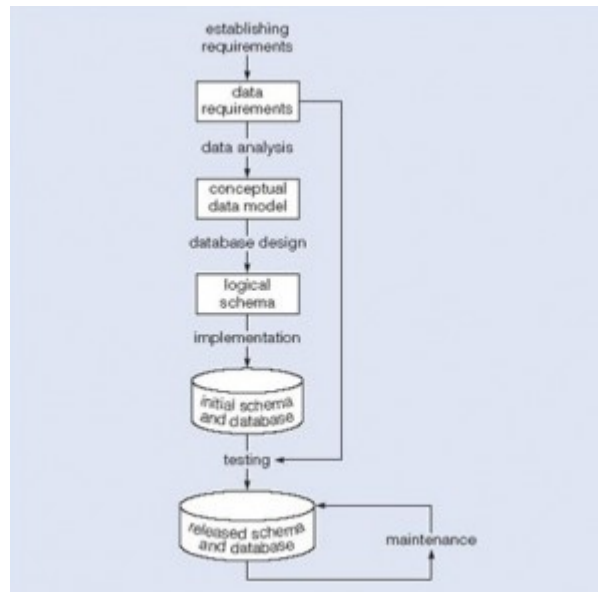 establishing
requirements
data
requirements
data analysis
conceptual
data model
database design
logical
schema
implementation
initial schema
and database
testing
released schema
and database
maintenance